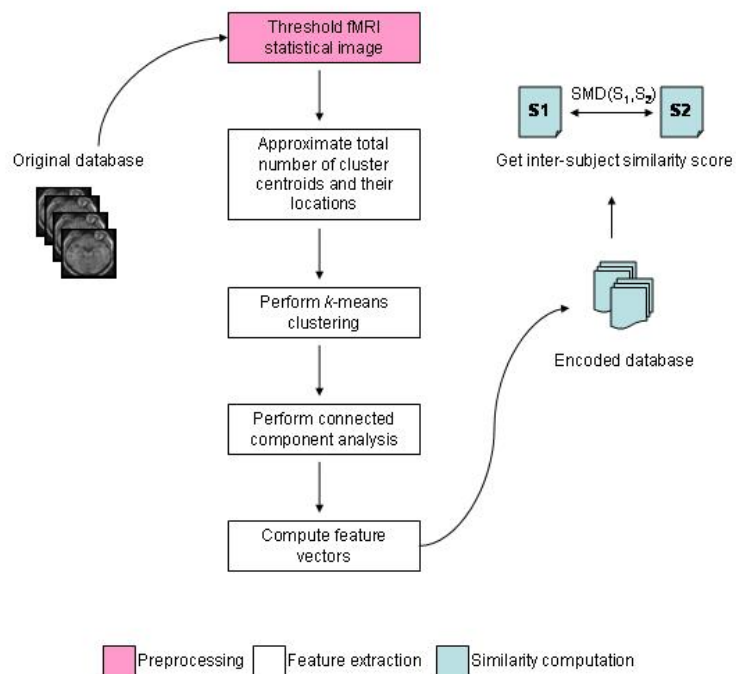 Threshold fMRI
statistical image
Original database
Approximate total
number of cluster
centroids and their
locations
Perform k-means
clustering
Perform connected
component analysis
Compute feature
vectors
SMD(S₁,S₂)
S1
S2
Get inter-subject similarity score
Encoded database
Preprocessing
Feature extraction
Similarity computation